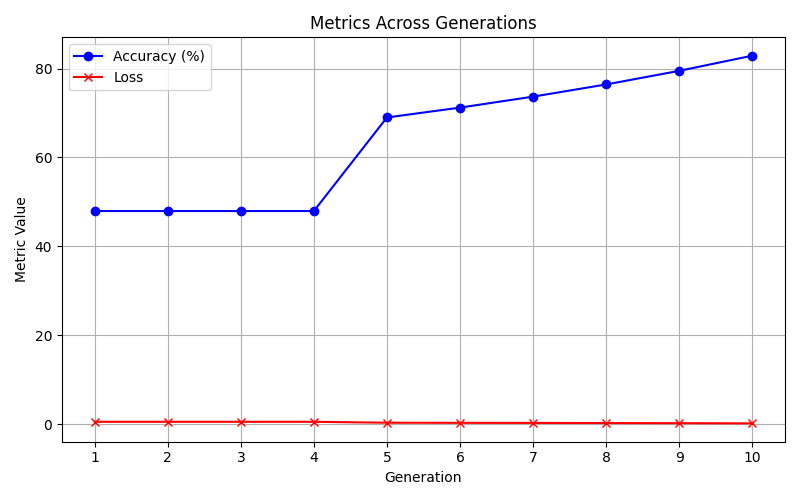 Metrics Across Generations
Accuracy (%)
Loss
Metric Value
80
60
40
20
0
1 2 3 4 5 6 7 8 9 10
Generation